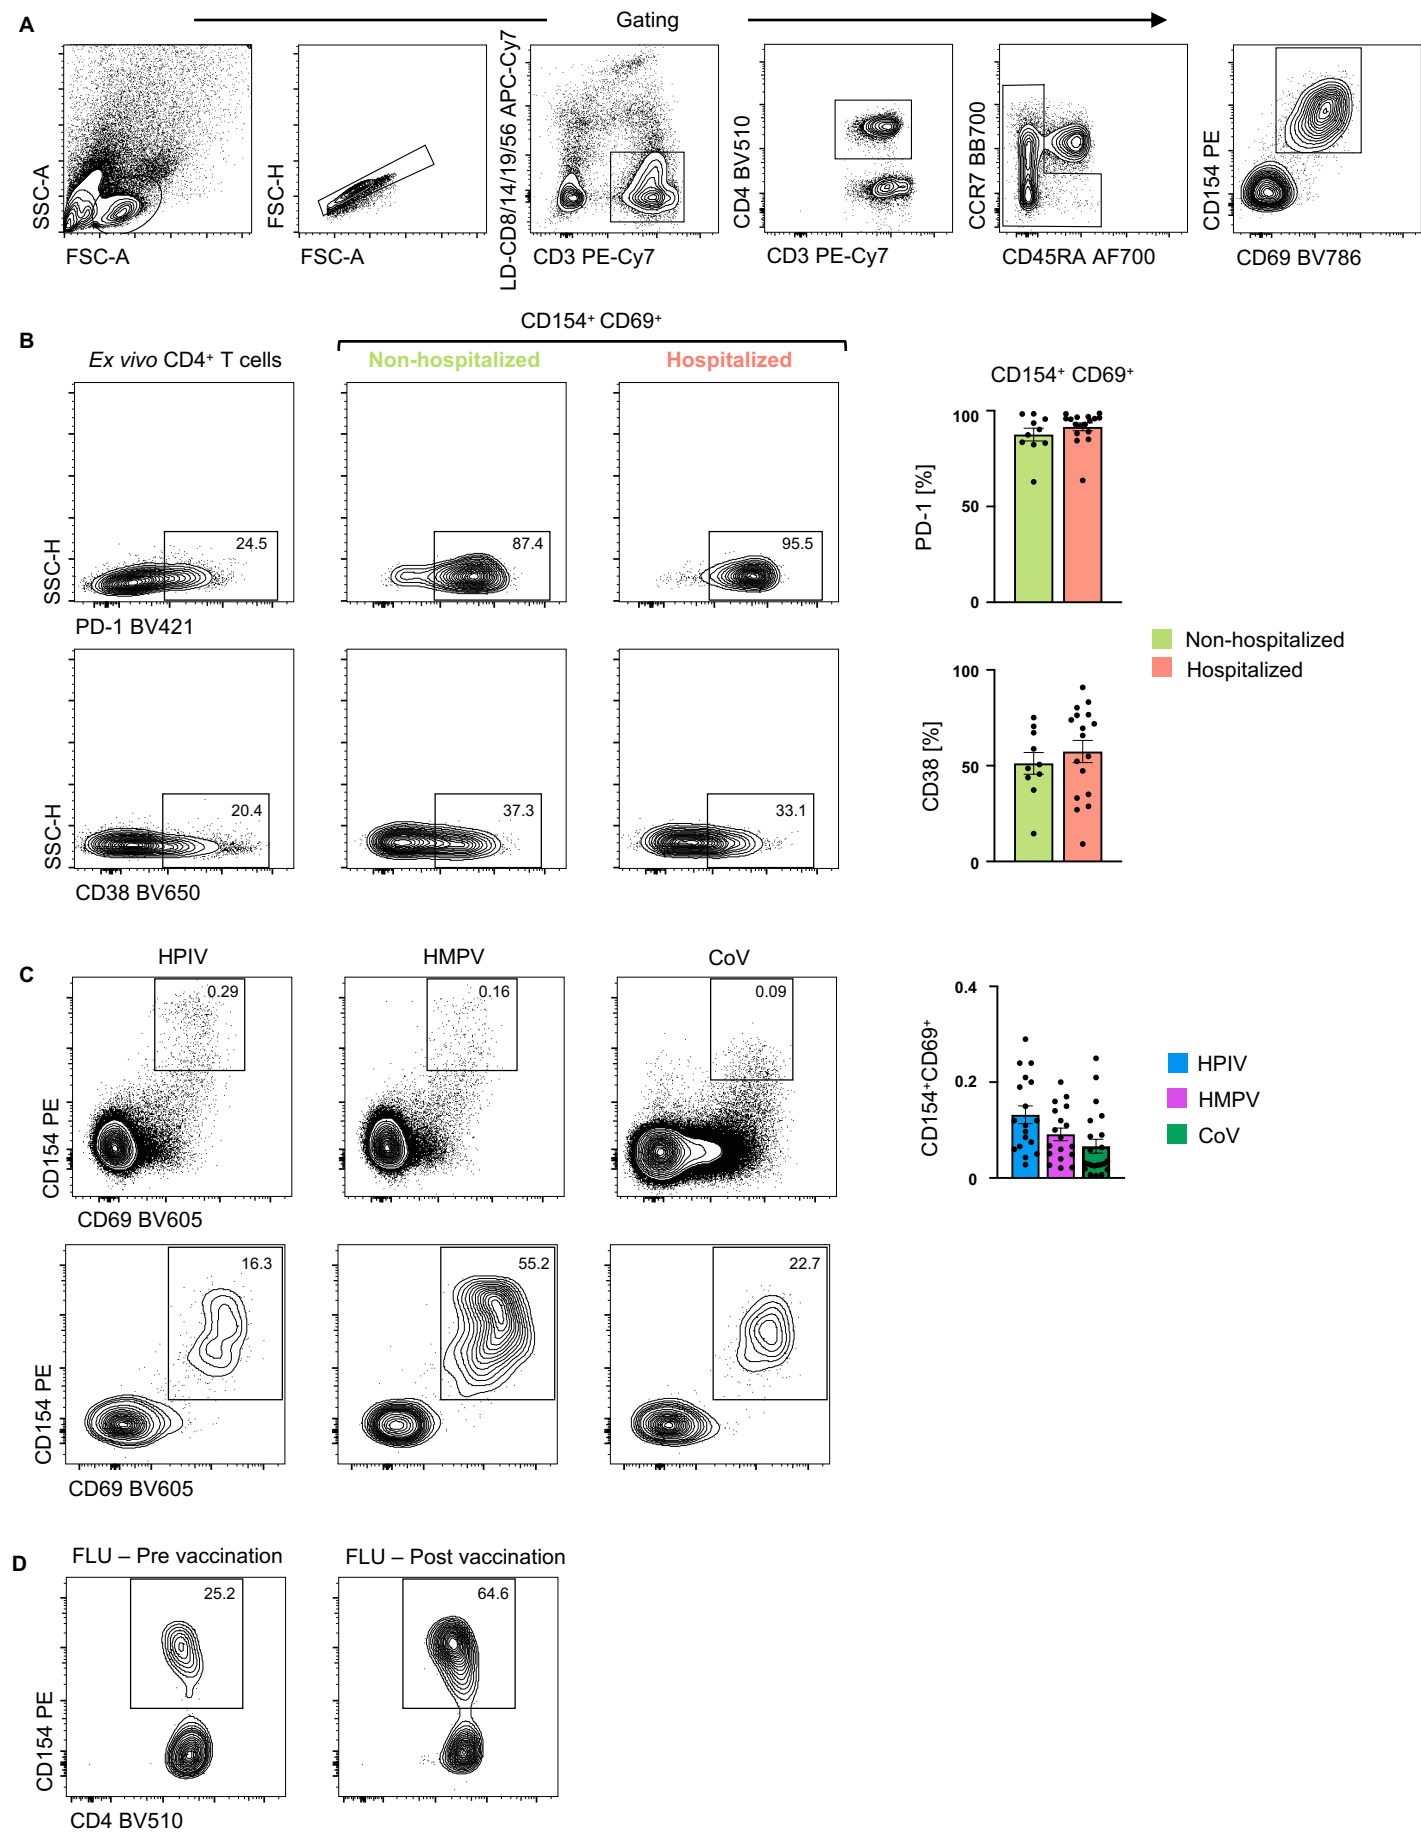 A
Gating
SSC-A
FSC-A
FSC-H
FSC-A
LD-CD8/14/19/56 APC-Cy7
CD3 PE-Cy7
CD4 BV510
CD3 PE-Cy7
CCR7 BB700
CD45RA AF700
CD154 PE
CD69 BV786
B
CD154⁺ CD69⁺
Ex vivo CD4⁺ T cells
Non-hospitalized
Hospitalized
CD154⁺ CD69⁺
SSC-H
24.5
87.4
95.5
PD-1 BV421
PD-1 [%]
100
50
0
Non-hospitalized
Hospitalized
SSC-H
20.4
37.3
33.1
CD38 BV650
CD38 [%]
100
50
0
C
HPIV
HMPV
CoV
CD154 PE
0.29
0.16
0.09
CD69 BV605
CD154⁺CD69⁺
0.4
0.2
0
HPIV
HMPV
CoV
CD154 PE
16.3
55.2
22.7
CD69 BV605
D
FLU – Pre vaccination
FLU – Post vaccination
CD154 PE
25.2
64.6
CD4 BV510